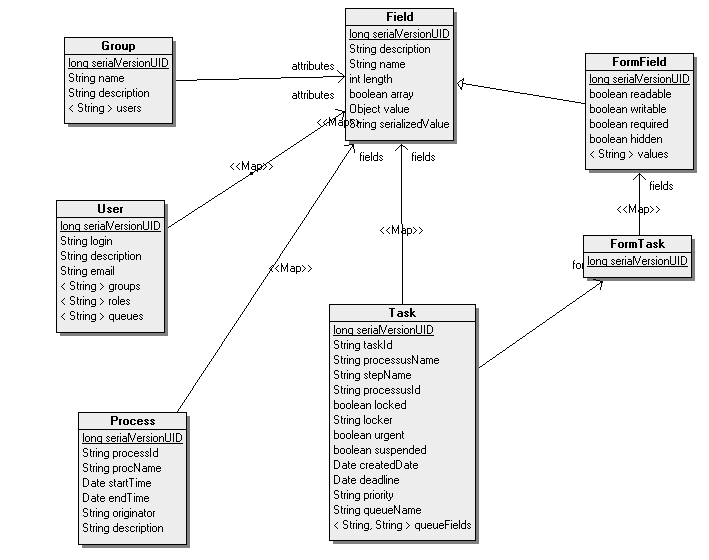 Field
long serialVersionUID
String description
String name
int length
boolean array
Object value
String serializedValue
Group
long serialVersionUID
String name
String description
< String > users
attributes
attributes
<<Map>>
<<Map>>
fields
fields
FormField
long serialVersionUID
boolean readable
boolean writable
boolean required
boolean hidden
< String > values
fields
<<Map>>
User
long serialVersionUID
String login
String description
String email
< String > groups
< String > roles
< String > queues
<<Map>>
<<Map>>
FormTask
long serialVersionUID
Task
long serialVersionUID
String taskId
String processusName
String stepName
String processusId
boolean locked
String locker
boolean urgent
boolean suspended
Date createdDate
Date deadline
String priority
String queueName
< String, String > queueFields
Process
long serialVersionUID
String processId
String procName
Date startTime
Date endTime
String originator
String description